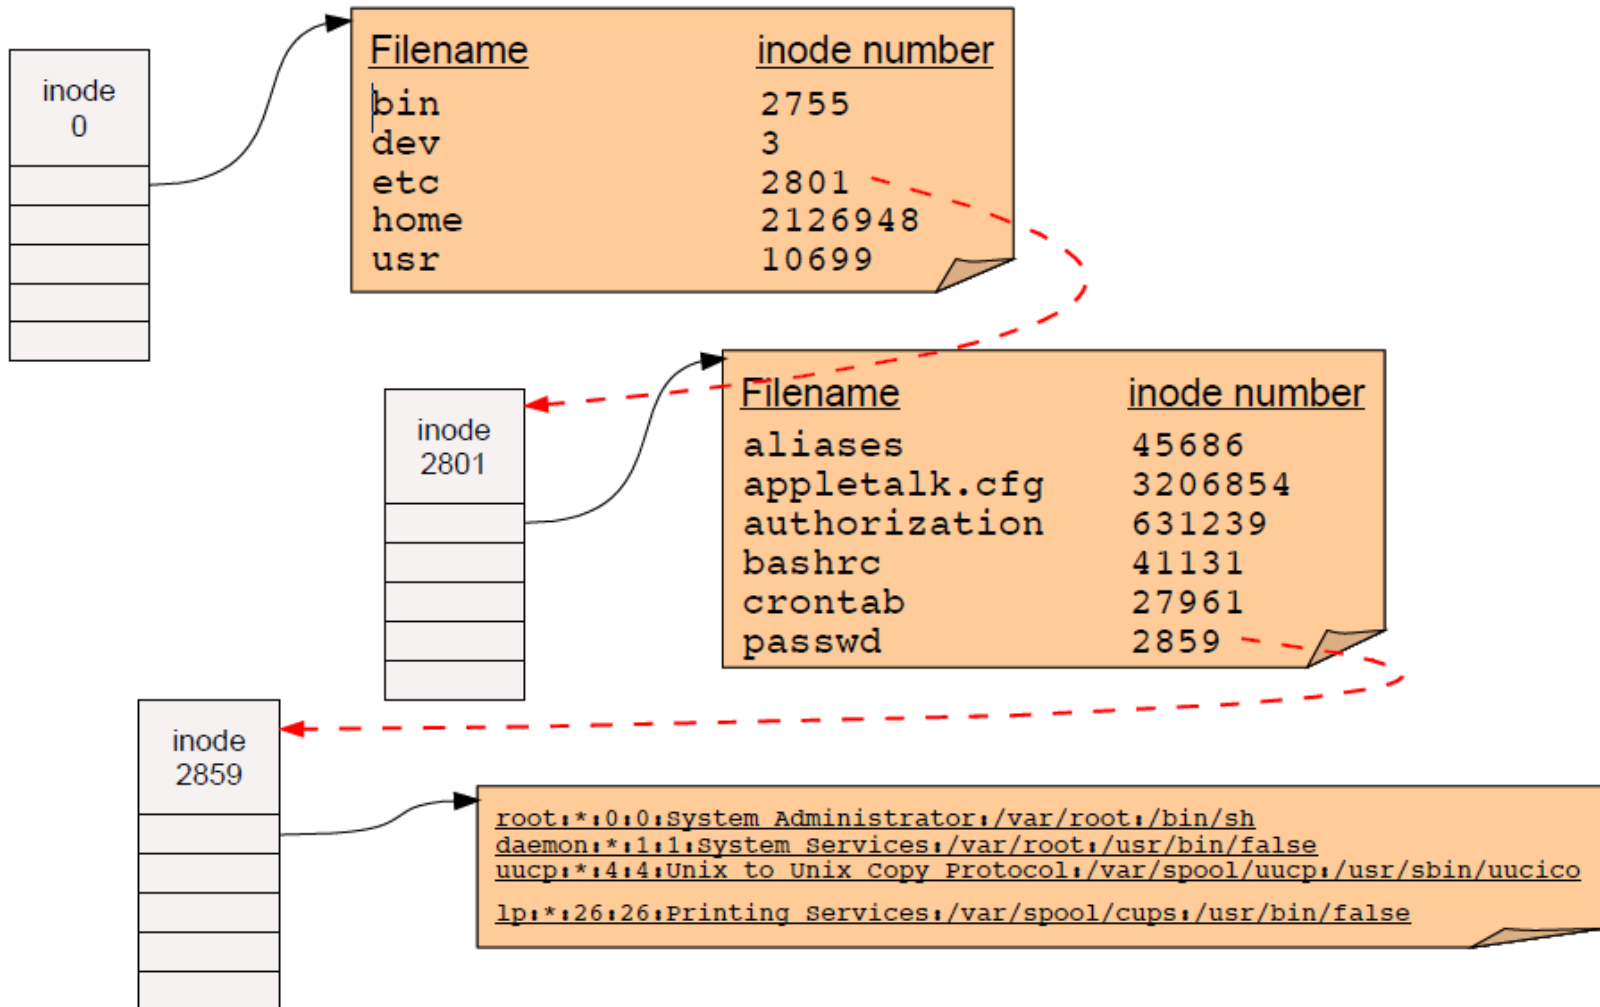 inode
0
Filename inode number
bin 2755
dev 3
etc 2801
home 2126948
usr 10699
inode
2801
Filename inode number
aliases 45686
appletalk.cfg 3206854
authorization 631239
bashrc 41131
crontab 27961
passwd 2859
inode
2859
root:*:0:0:System Administrator:/var/root:/bin/sh
daemon:*:1:1:System Services:/var/root:/usr/bin/false
uucp:*:4:4:Unix to Unix Copy Protocol:/var/spool/uucp:/usr/sbin/uucico
lp:*:26:26:Printing Services:/var/spool/cups:/usr/bin/false